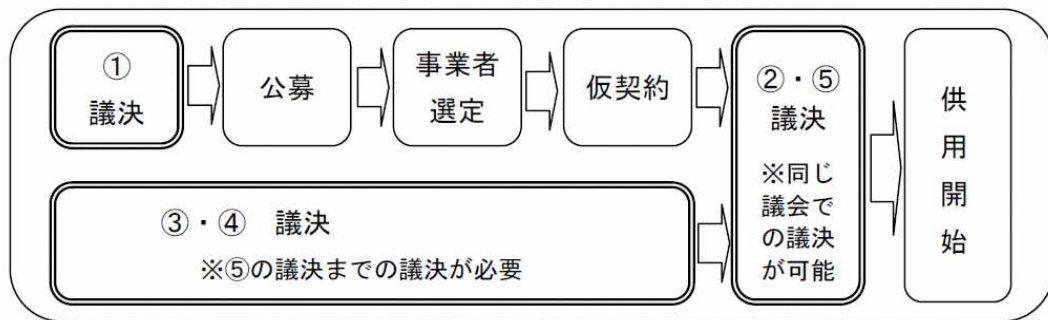 ①
議決
公募
事業者
選定
仮契約
②・⑤
議決
※同じ
議会で
の議決
が可能
供
用
開
始
③・④　議決
※⑤の議決までの議決が必要